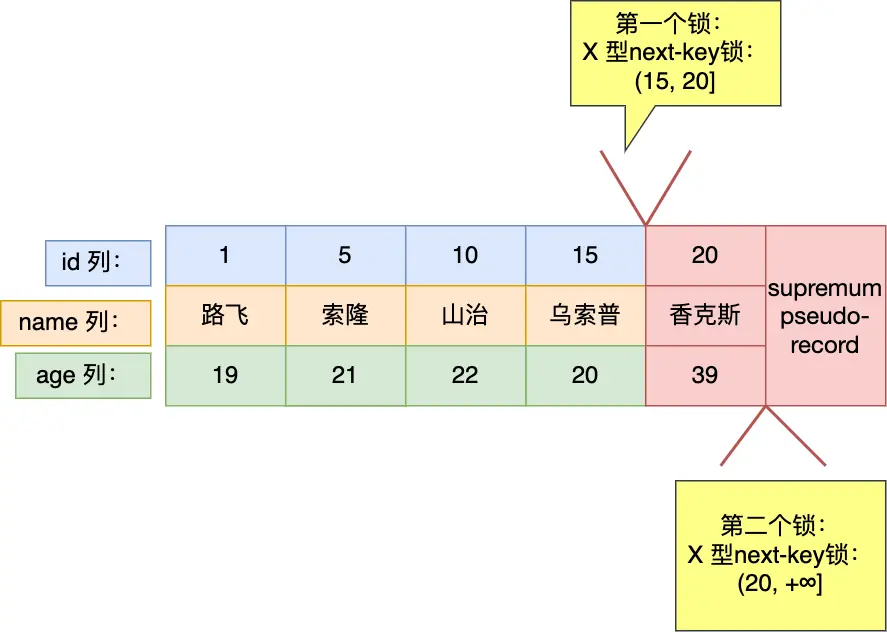 第一个锁：
X 型next-key锁：
(15, 20]
id 列：
1
5
10
15
20
supremum
pseudo-
record
name 列：
路飞
索隆
山治
乌索普
香克斯
age 列：
19
21
22
20
39
第二个锁：
X 型next-key锁：
(20, +∞]